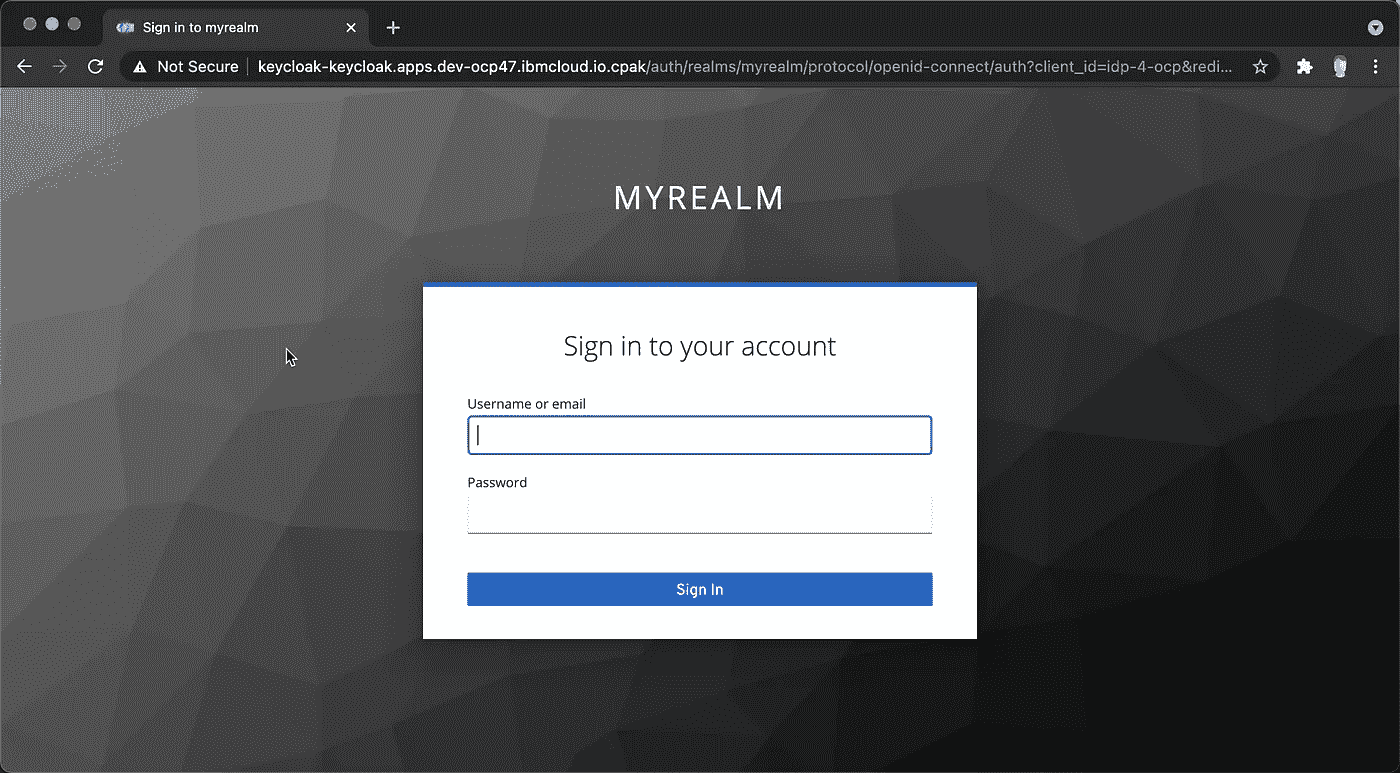 Sign in to myrealm
Not Secure keycloak-keycloak.apps.dev-ocp47.ibmcloud.io.cpak/auth/realms/myrealm/protocol/openid-connect/auth?client_id=idp-4-ocp&redi...
MYREALM
Sign in to your account
Username or email
Password
Sign In